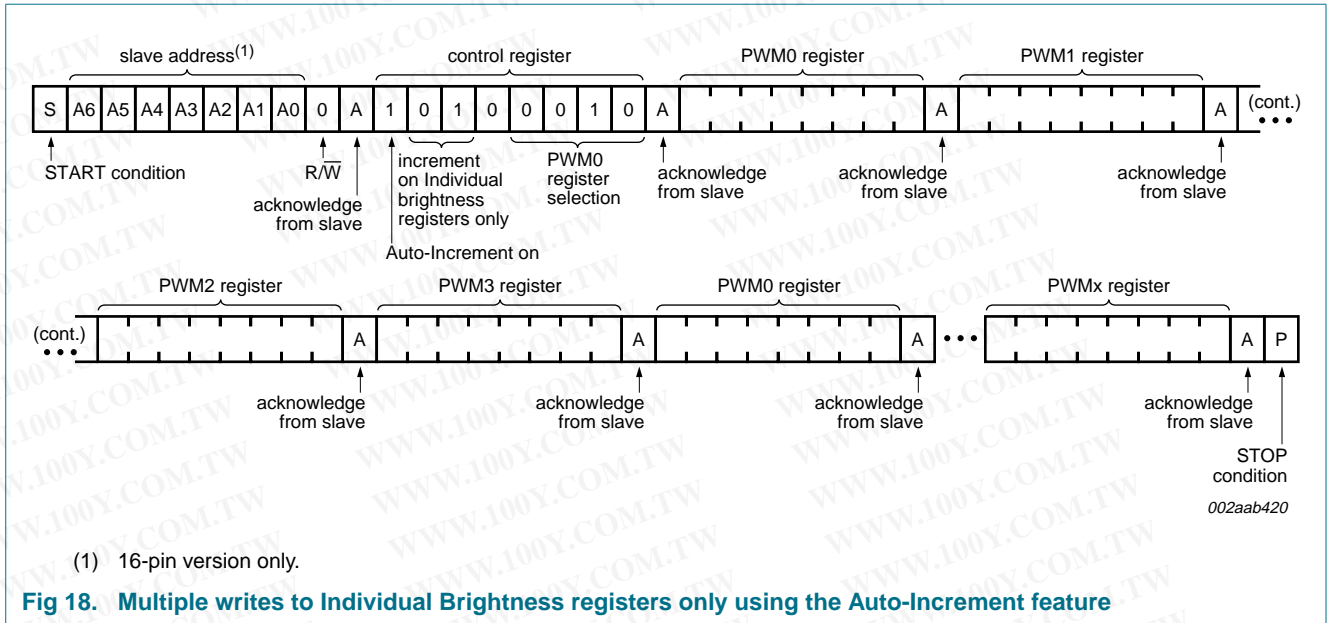 slave address(1) control register PWM0 register PWM1 register
S A6 A5 A4 A3 A2 A1 A0 0 A 1 0 1 0 0 0 1 0 A A A (cont.)
START condition R/W̅ increment on Individual brightness registers only PWM0 register selection acknowledge from slave acknowledge from slave acknowledge from slave
acknowledge from slave
Auto-Increment on
PWM2 register PWM3 register PWM0 register PWMx register
(cont.) A A A A P
acknowledge from slave acknowledge from slave acknowledge from slave acknowledge from slave
STOP condition
002aab420
(1) 16-pin version only.
Fig 18. Multiple writes to Individual Brightness registers only using the Auto-Increment feature
WWW.100Y.COM.TW